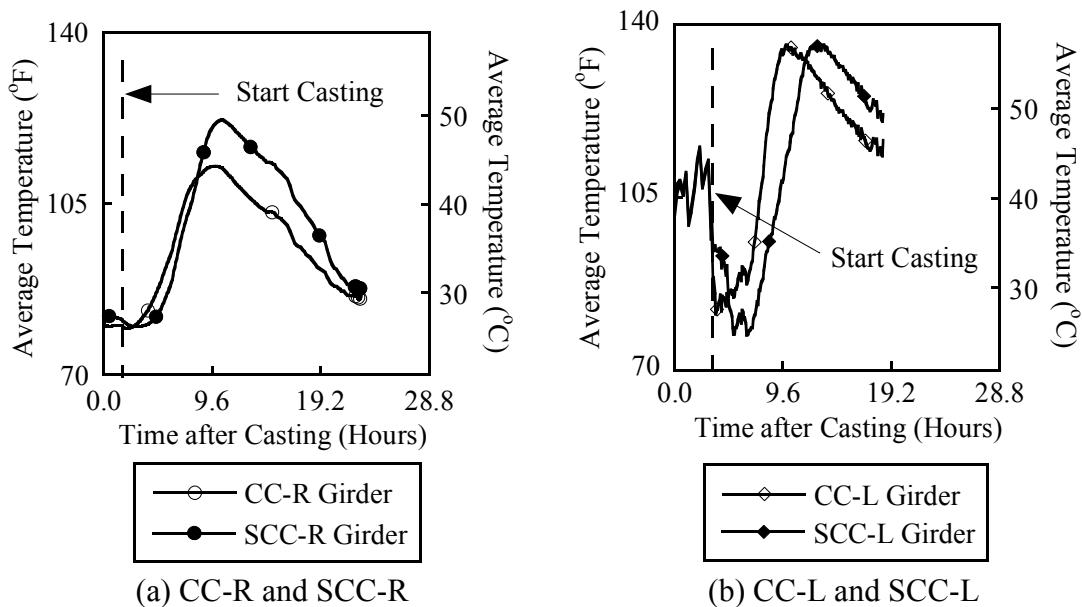 140
105
70
Average Temperature (°F)
50
40
30
Average Temperature (°C)
Start Casting
0.0 9.6 19.2 28.8
Time after Casting (Hours)
CC-R Girder
SCC-R Girder
(a) CC-R and SCC-R
140
105
70
Average Temperature (°F)
50
40
30
Average Temperature (°C)
Start Casting
0.0 9.6 19.2 28.8
Time after Casting (Hours)
CC-L Girder
SCC-L Girder
(b) CC-L and SCC-L